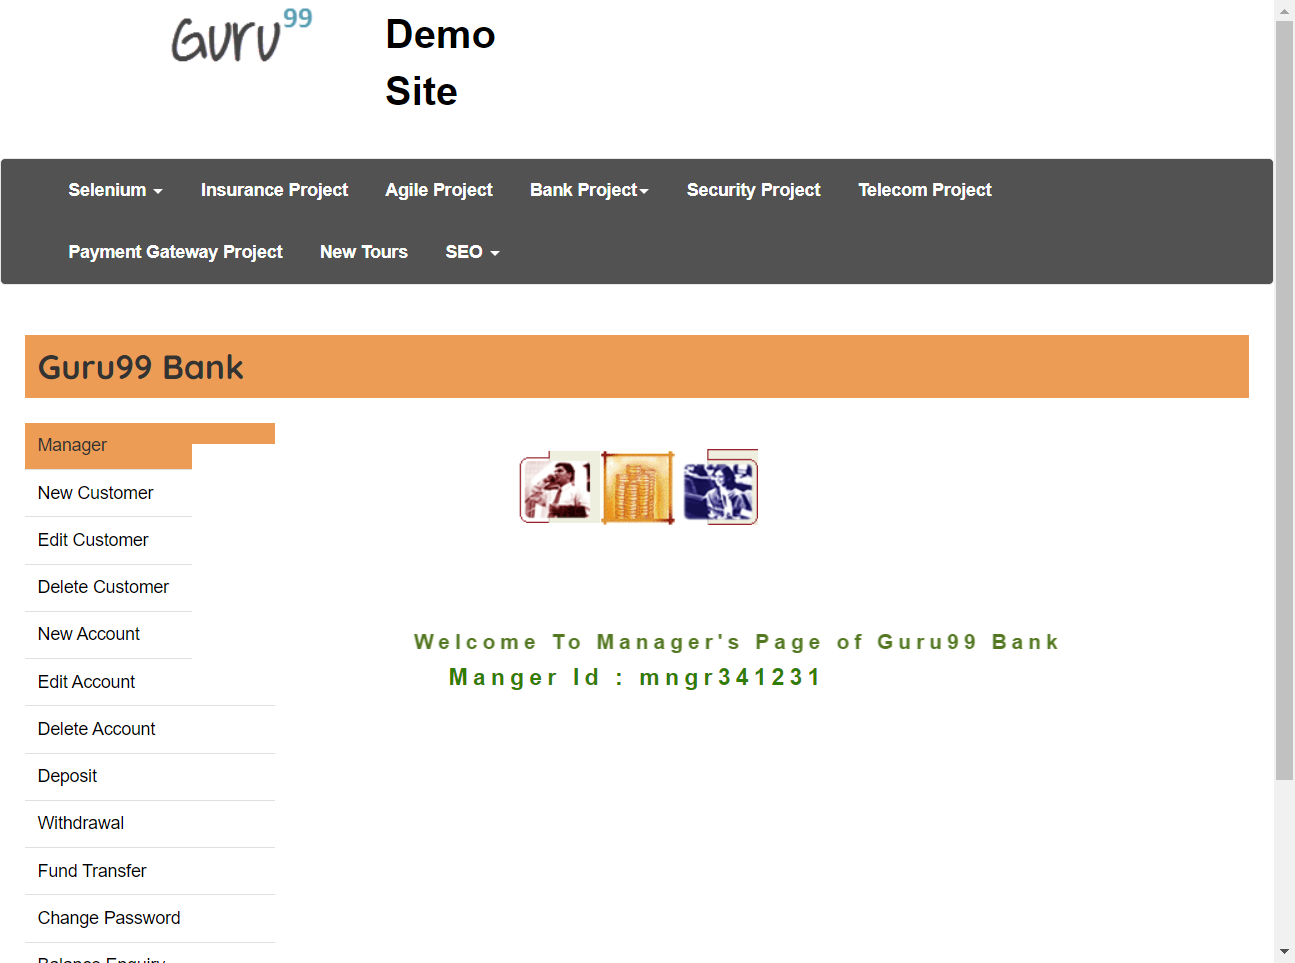 Guru99
Demo
Site
Selenium Insurance Project Agile Project Bank Project Security Project Telecom Project
Payment Gateway Project New Tours SEO
Guru99 Bank
Manager
New Customer
Edit Customer
Delete Customer
New Account
Edit Account
Delete Account
Deposit
Withdrawal
Fund Transfer
Change Password
Balance Enquiry
Welcome To Manager's Page of Guru99 Bank
Manger Id : mngr341231